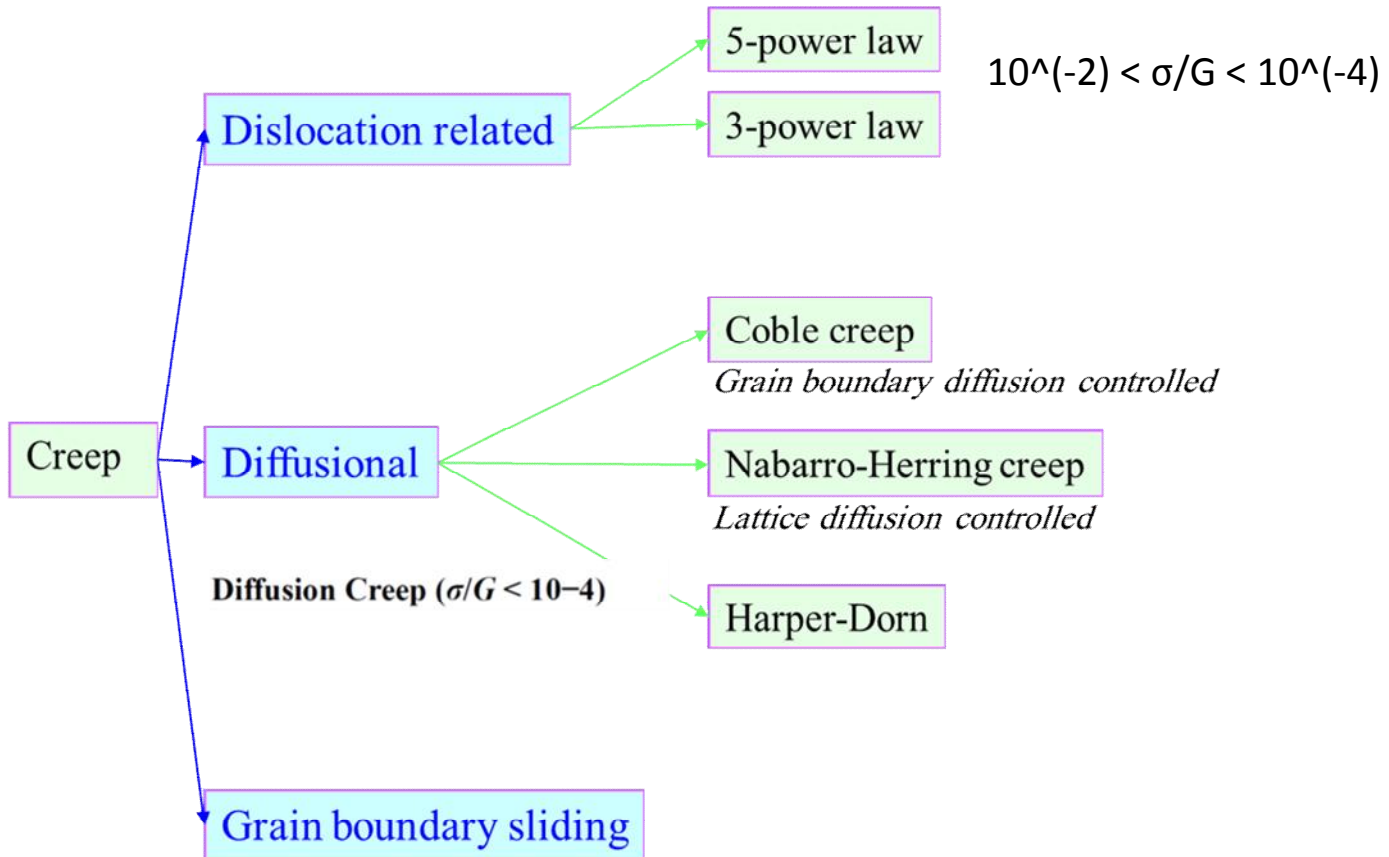 5-power law
10^(-2) < σ/G < 10^(-4)
Dislocation related
3-power law
Coble creep
Grain boundary diffusion controlled
Creep
Diffusional
Nabarro-Herring creep
Lattice diffusion controlled
Diffusion Creep (σ/G < 10−4)
Harper-Dorn
Grain boundary sliding